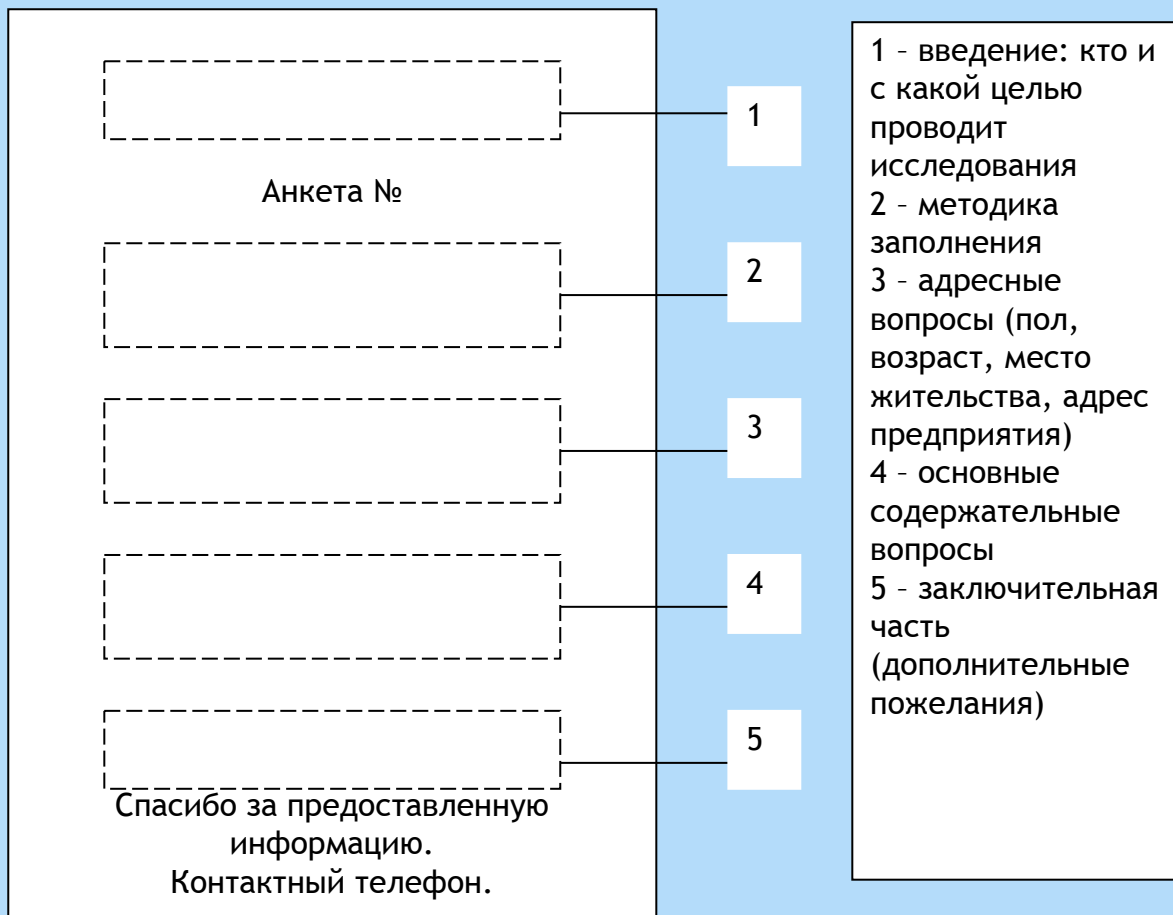 1
Анкета №
2
3
4
5
Спасибо за предоставленную
информацию.
Контактный телефон.
1 – введение: кто и
с какой целью
проводит
исследования
2 – методика
заполнения
3 – адресные
вопросы (пол,
возраст, место
жительства, адрес
предприятия)
4 – основные
содержательные
вопросы
5 – заключительная
часть
(дополнительные
пожелания)